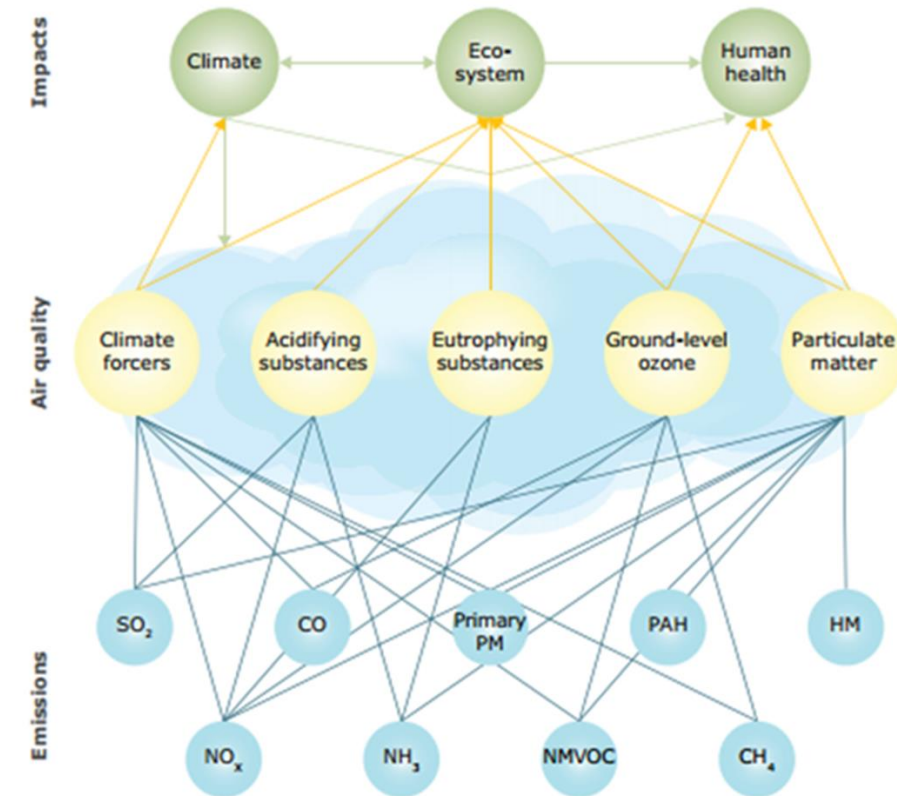 Impacts
Climate
Eco-
system
Human
health
Air quality
Climate
forcers
Acidifying
substances
Eutrophying
substances
Ground-level
ozone
Particulate
matter
Emissions
SO₂
CO
Primary
PM
PAH
HM
NOₓ
NH₃
NMVOC
CH₄